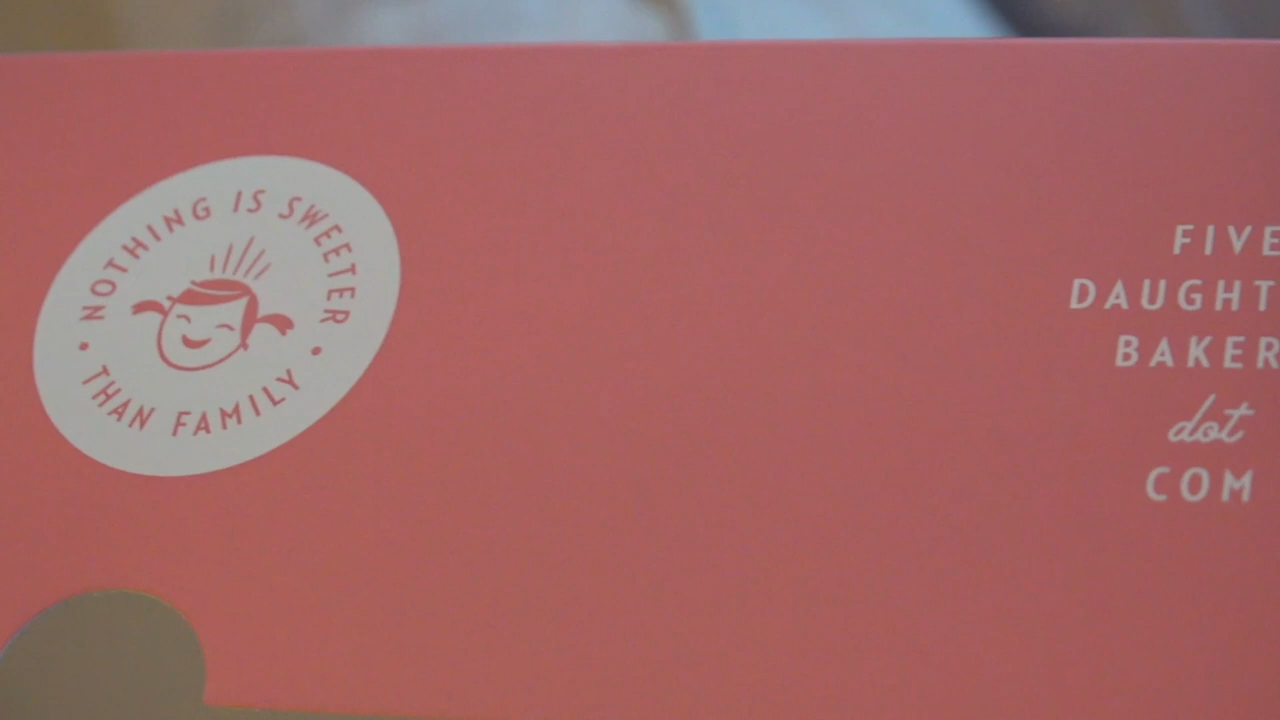 NOTHING IS SWEETER
• THAN FAMILY •
FIVE
DAUGHT
BAKER
dot
COM